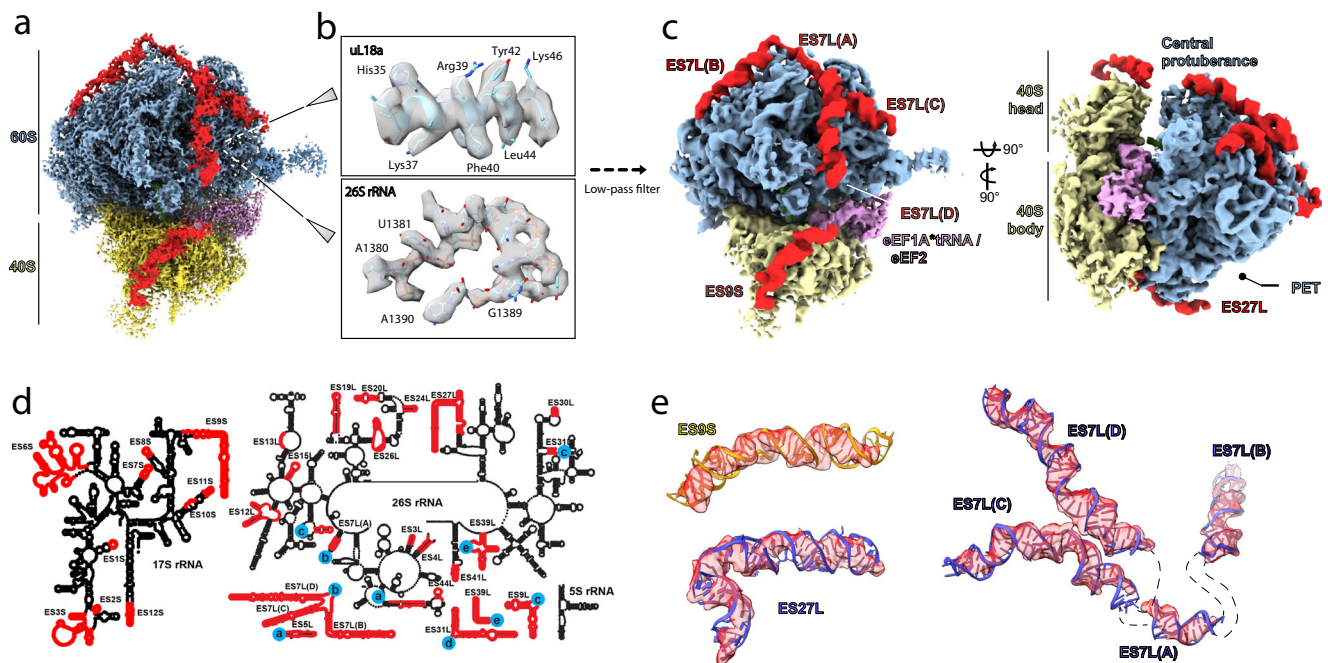 a
60S
40S
b
uL18a
His35
Arg39
Tyr42
Lys46
Lys37
Phe40
Leu44
26S rRNA
U1381
A1380
A1390
G1389
Low-pass filter
c
ES7L(A)
ES7L(B)
ES7L(C)
ES7L(D)
eEF1A*tRNA /
eEF2
ES9S
90°
90°
40S
head
40S
body
Central
protuberance
PET
ES27L
d
ES6S
ES9S
ES8S
ES7S
ES11S
ES10S
ES1S
17S rRNA
ES2S
ES3S
ES12S
ES19L
ES20L
ES24L
ES27L
ES30L
ES13L
ES26L
ES31L
c
ES15L
26S rRNA
ES12L
c
ES7L(A)
b
ES3L
ES4L
ES39L
e
ES41L
ES7L(D)
b
a
ES44L
ES39L
ES9L
c
5S rRNA
ES7L(C)
a
ES5L
ES7L(B)
ES31L
d
e
e
ES9S
ES27L
ES7L(D)
ES7L(B)
ES7L(C)
ES7L(A)